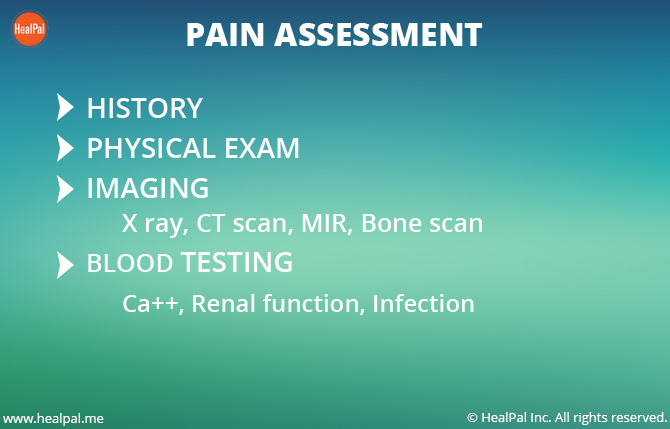 HealPal
PAIN ASSESSMENT
HISTORY
PHYSICAL EXAM
IMAGING
X ray, CT scan, MIR, Bone scan
BLOOD TESTING
Ca++, Renal function, Infection
www.healpal.me
© HealPal Inc. All rights reserved.